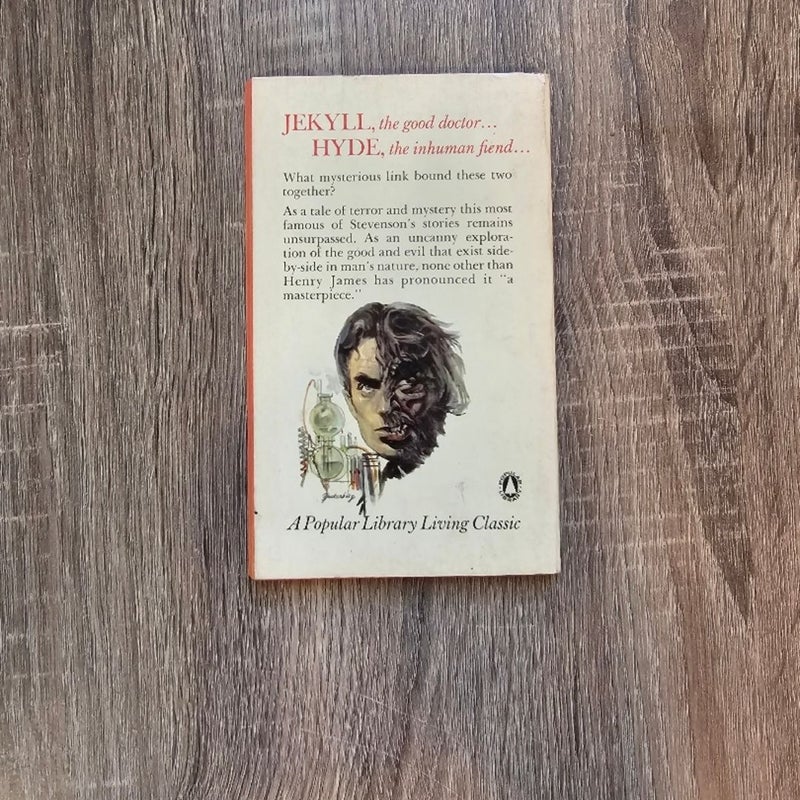 JEKYLL, the good doctor...
HYDE, the inhuman fiend...
What mysterious link bound these two
together?
As a tale of terror and mystery this most
famous of Stevenson's stories remains
unsurpassed. As an uncanny explora-
tion of the good and evil that exist side-
by-side in man's nature, none other than
Henry James has pronounced it "a
masterpiece."
A Popular Library Living Classic